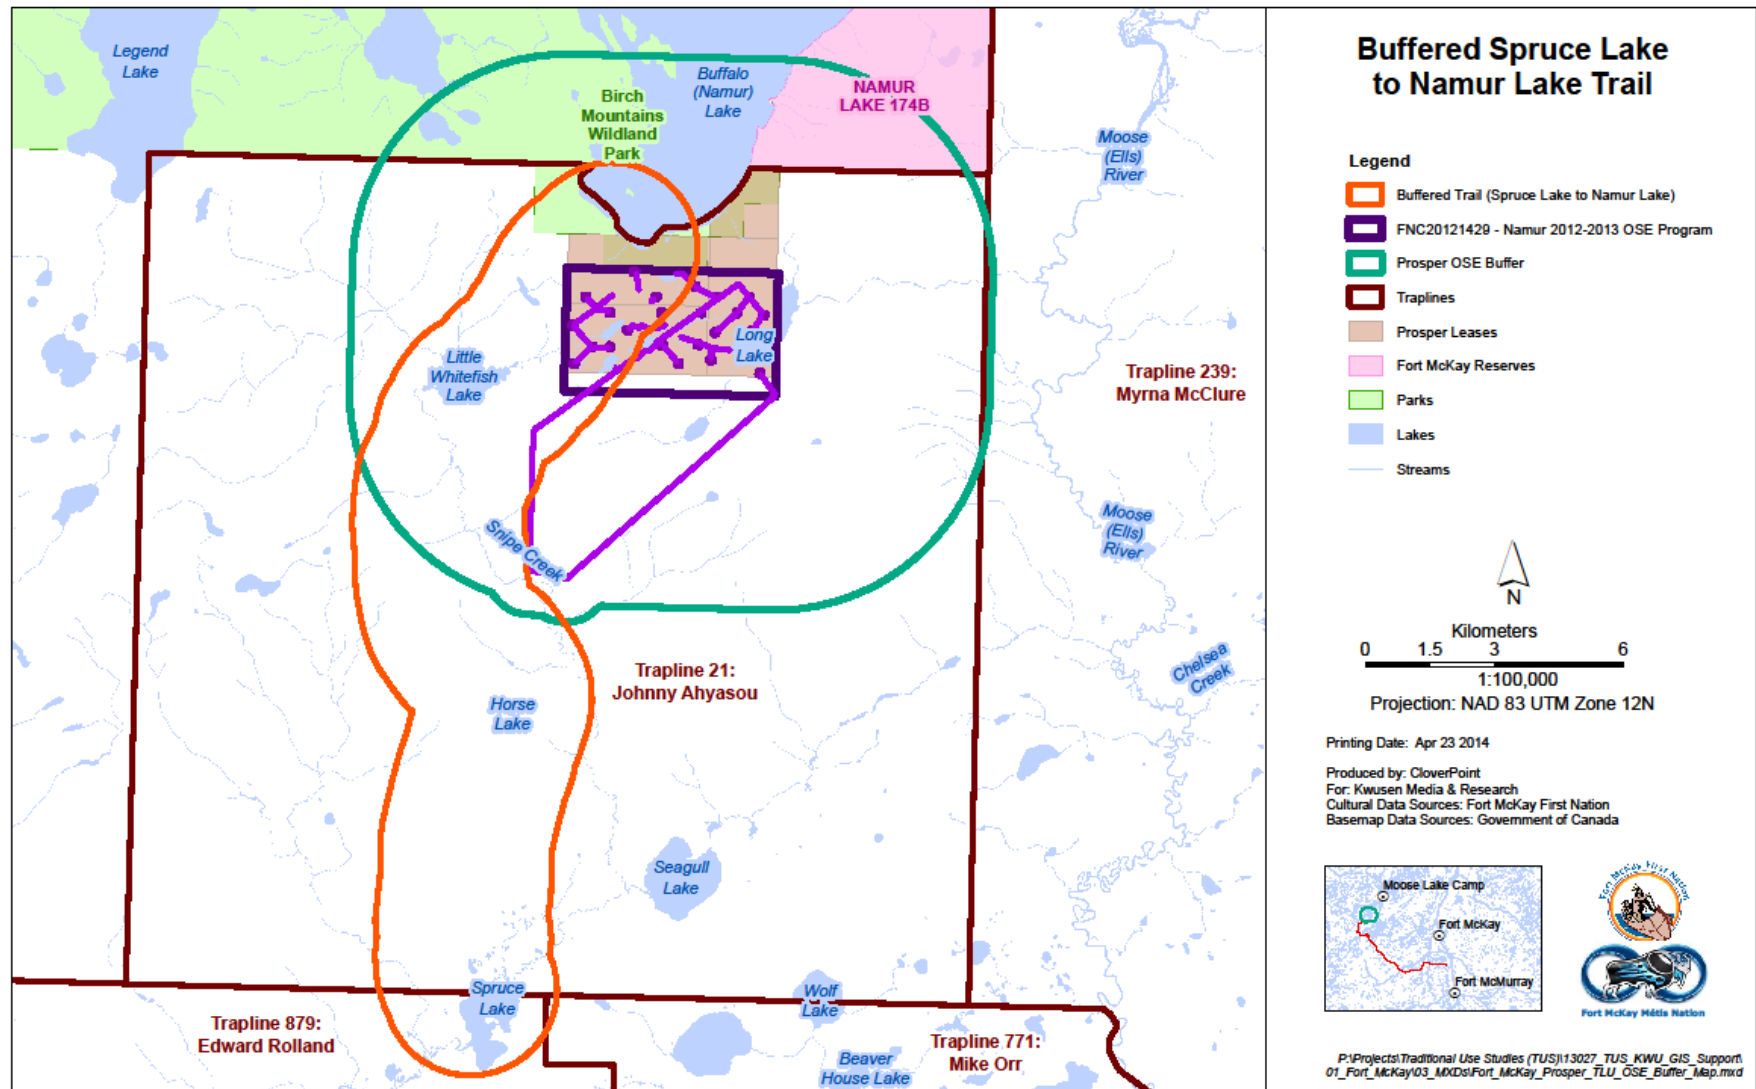 Legend
Lake
Buffalo
(Namur)
Lake
Birch
Mountains
Wildland
Park
NAMUR
LAKE 174B
Moose
(Ells)
River
Little
Whitefish
Lake
Long
Lake
Trapline 239:
Myrna McClure
Snipe Creek
Moose
(Ells)
River
Trapline 21:
Johnny Ahyasou
Chelsea
Creek
Horse
Lake
Seagull
Lake
Spruce
Lake
Wolf
Lake
Trapline 879:
Edward Rolland
Trapline 771:
Mike Orr
Beaver
House Lake
Buffered Spruce Lake
to Namur Lake Trail
Legend
Buffered Trail (Spruce Lake to Namur Lake)
FNC20121429 - Namur 2012-2013 OSE Program
Prosper OSE Buffer
Traplines
Prosper Leases
Fort McKay Reserves
Parks
Lakes
Streams
N
Kilometers
0 1.5 3 6
1:100,000
Projection: NAD 83 UTM Zone 12N
Printing Date: Apr 23 2014
Produced by: CloverPoint
For: Kwusen Media & Research
Cultural Data Sources: Fort McKay First Nation
Basemap Data Sources: Government of Canada
Moose Lake Camp
Fort McKay
Fort McMurray
Fort McKay First Nation
Fort McKay Métis Nation
P:\Projects\Traditional Use Studies (TUS)\13027_TUS_KWU_GIS_Support\
01_Fort_McKay\03_MXDs\Fort_McKay_Prosper_TLU_OSE_Buffer_Map.mxd